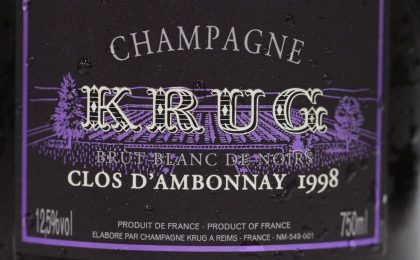 CHAMPAGNE
KRUG
BRUT BLANC DE NOIRS
CLOS D'AMBONNAY 1998
12,5%vol
PRODUIT DE FRANCE - PRODUCT OF FRANCE
750ml
ELABORE PAR CHAMPAGNE KRUG A REIMS - FRANCE - NM-549-001